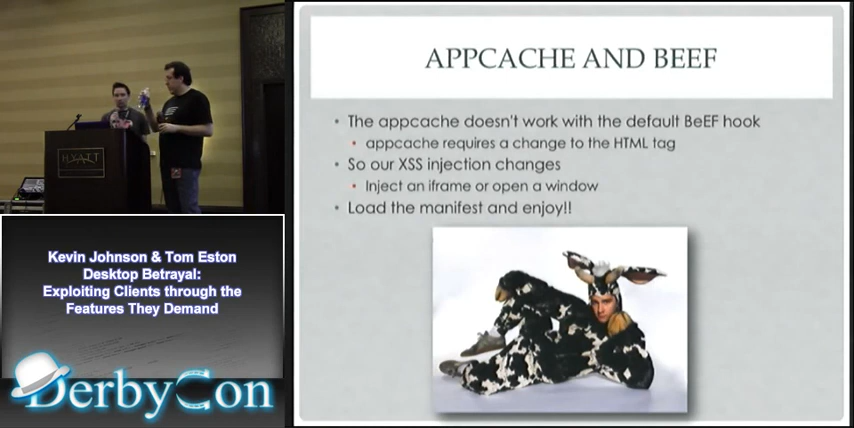 HYATT
Kevin Johnson & Tom Eston
Desktop Betrayal:
Exploiting Clients through the
Features They Demand
DerbyCon
APPCACHE AND BEEF
• The appcache doesn't work with the default BeEF hook
• appcache requires a change to the HTML tag
• So our XSS injection changes
• Inject an iframe or open a window
• Load the manifest and enjoy!!